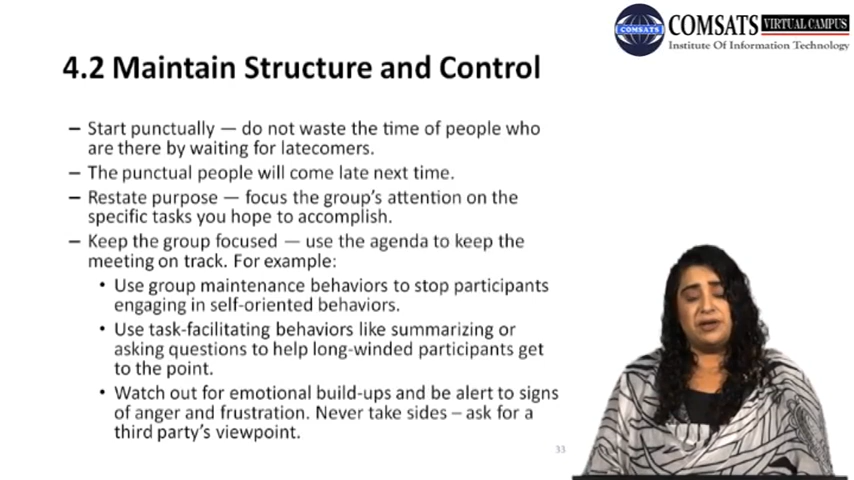 COMSATS VIRTUAL CAMPUS
COMSATS
Institute Of Information Technology
4.2 Maintain Structure and Control
– Start punctually — do not waste the time of people who
are there by waiting for latecomers.
– The punctual people will come late next time.
– Restate purpose — focus the group's attention on the
specific tasks you hope to accomplish.
– Keep the group focused — use the agenda to keep the
meeting on track. For example:
• Use group maintenance behaviors to stop participants
engaging in self-oriented behaviors.
• Use task-facilitating behaviors like summarizing or
asking questions to help long-winded participants get
to the point.
• Watch out for emotional build-ups and be alert to signs
of anger and frustration. Never take sides – ask for a
third party's viewpoint.
33